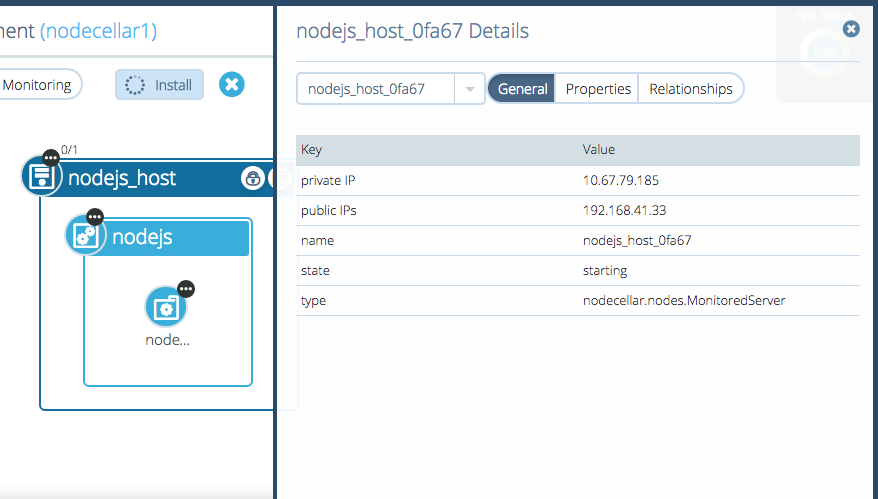 ment (nodecellar1)
Monitoring
Install
0/1
nodejs_host
nodejs
node...
nodejs_host_0fa67 Details
App Status
nodejs_host_0fa67
General
Properties
Relationships
Key Value
private IP 10.67.79.185
public IPs 192.168.41.33
name nodejs_host_0fa67
state starting
type nodecellar.nodes.MonitoredServer